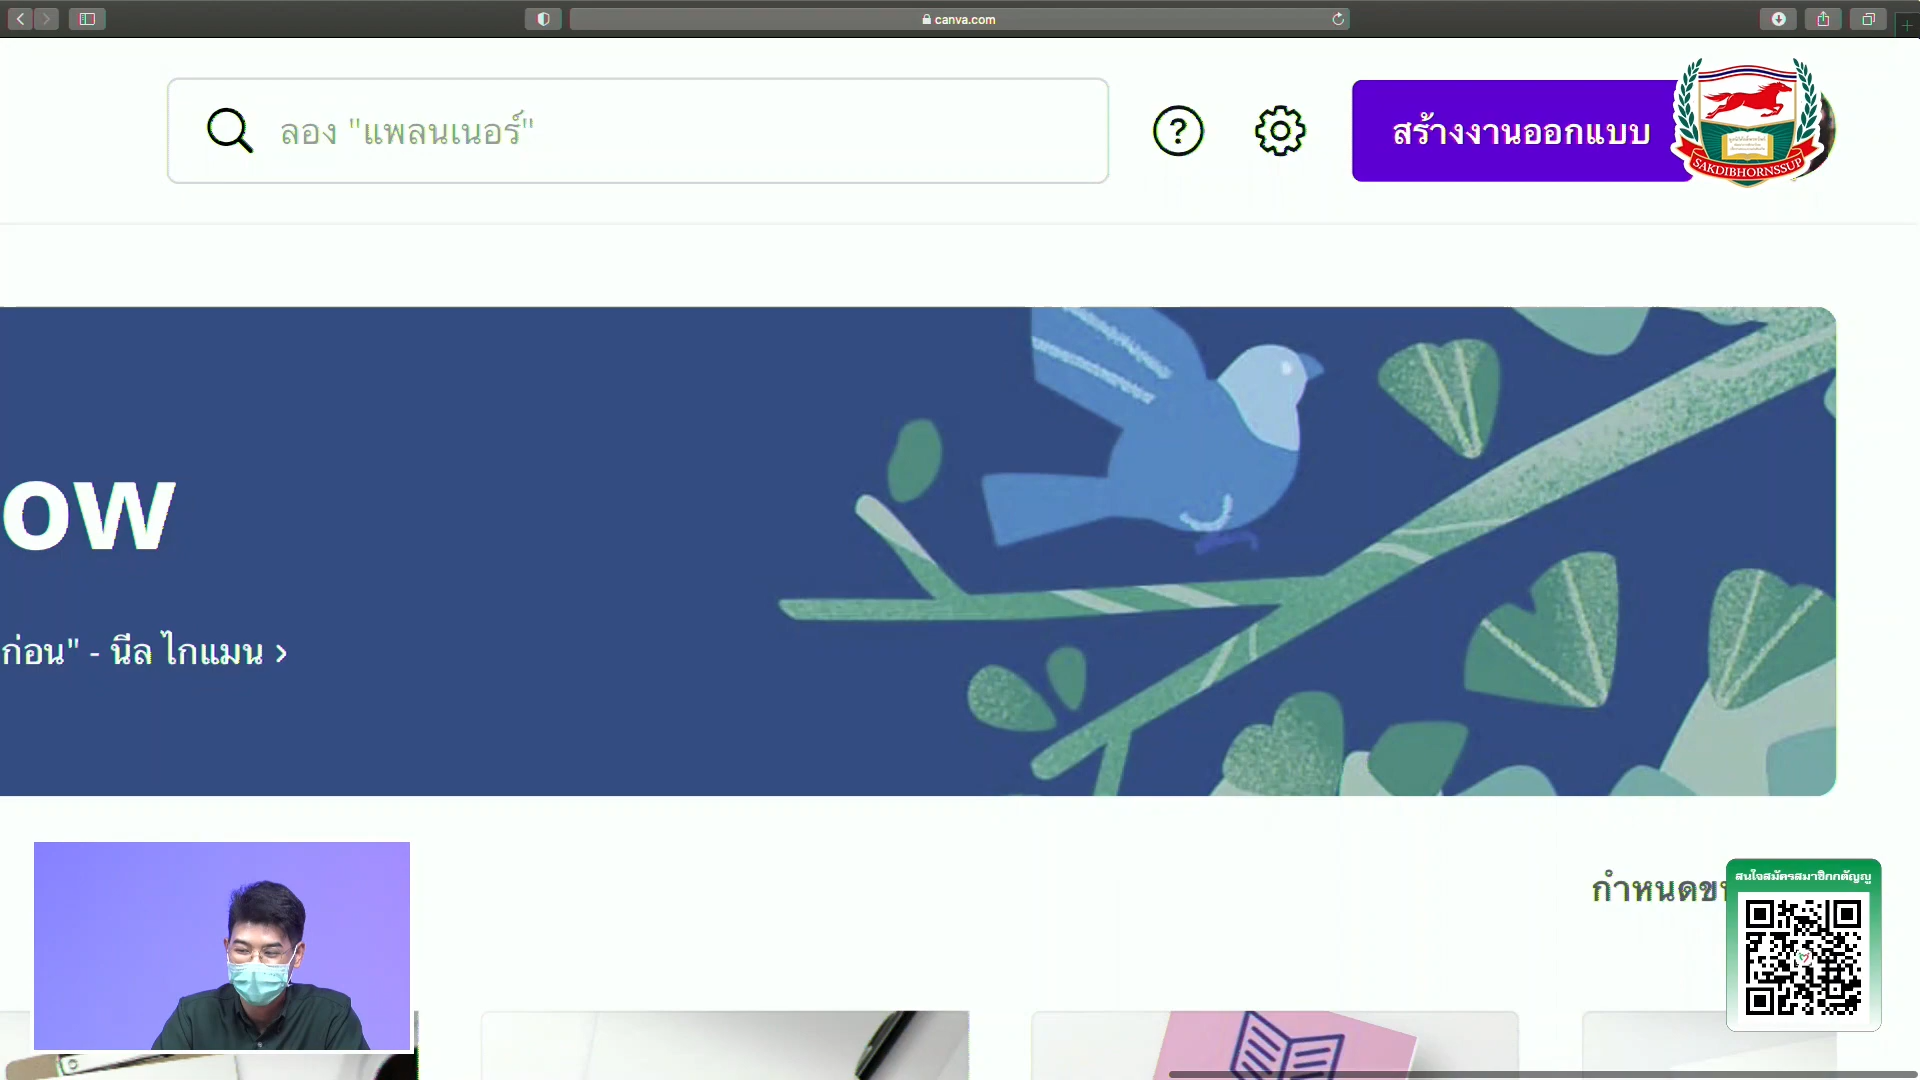 canva.com
ลอง "แพลนเนอร์"
?
สร้างงานออกแบบ
SAKDIBHORNSSUP
ow
ก่อน" - นีล ไกแมน >
สนใจสมัครสมาชิกกตัญญู
กำหนดข